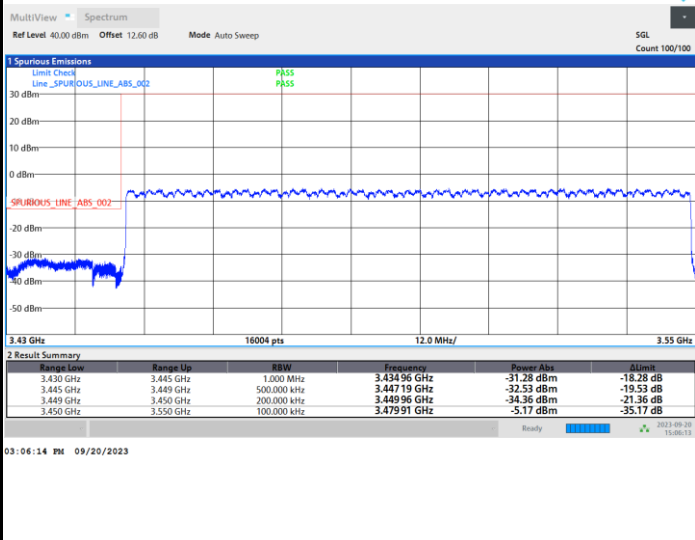 MultiView Spectrum
Ref Level 40.00 dBm Offset 12.60 dB Mode Auto Sweep SGL
Count 100/100
1 Spurious Emissions
Limit Check PASS
Line _SPURIOUS_LINE_ABS_002 PASS
30 dBm
20 dBm
10 dBm
0 dBm
_SPURIOUS_LINE_ABS_002
-20 dBm
-30 dBm
-40 dBm
-50 dBm
3.43 GHz 16004 pts 12.0 MHz/ 3.55 GHz
2 Result Summary
Range Low Range Up RBW Frequency Power Abs ΔLimit
3.430 GHz 3.445 GHz 1.000 MHz 3.434 96 GHz -31.28 dBm -18.28 dB
3.445 GHz 3.449 GHz 500.000 kHz 3.447 19 GHz -32.53 dBm -19.53 dB
3.449 GHz 3.450 GHz 200.000 kHz 3.449 96 GHz -34.36 dBm -21.36 dB
3.450 GHz 3.550 GHz 100.000 kHz 3.479 91 GHz -5.17 dBm -35.17 dB
Ready 2023-09-20
15:06:13
03:06:14 PM 09/20/2023